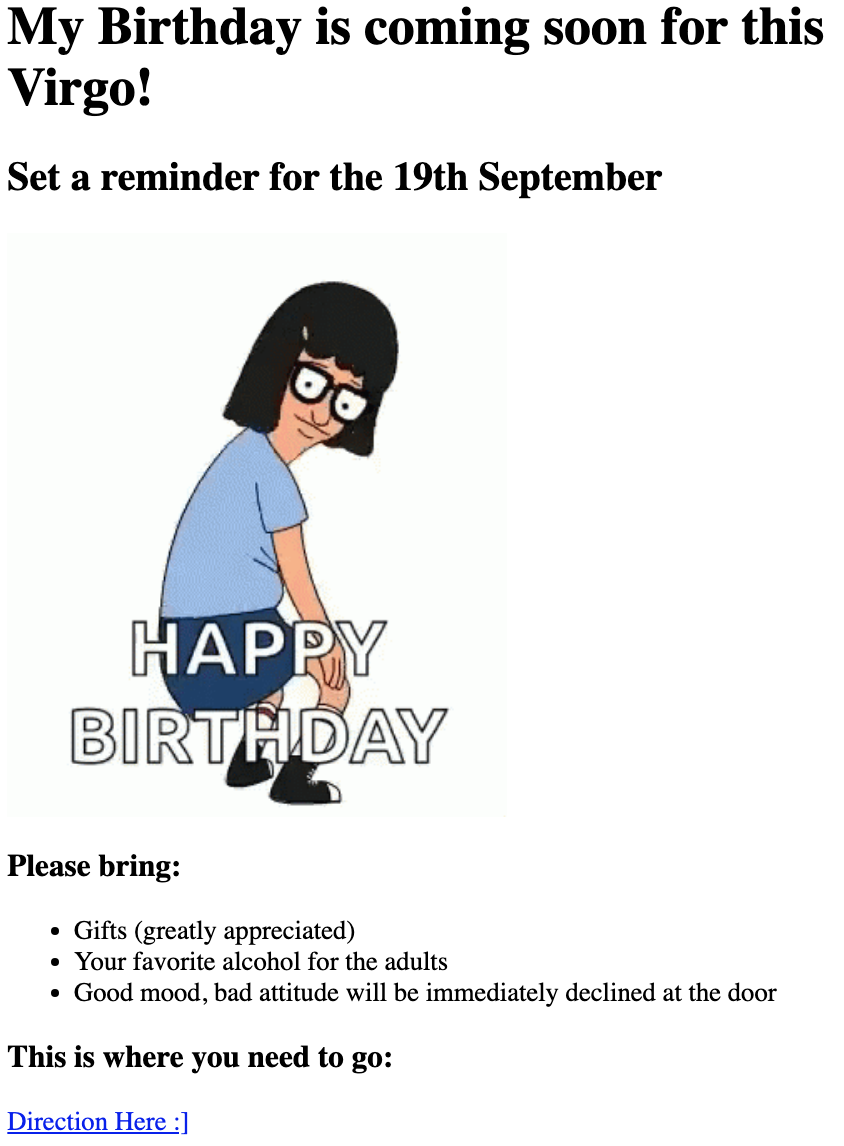 My Birthday is coming soon for this
Virgo!
Set a reminder for the 19th September
HAPPY
BIRTHDAY
Please bring:
• Gifts (greatly appreciated)
• Your favorite alcohol for the adults
• Good mood, bad attitude will be immediately declined at the door
This is where you need to go:
Direction Here :]